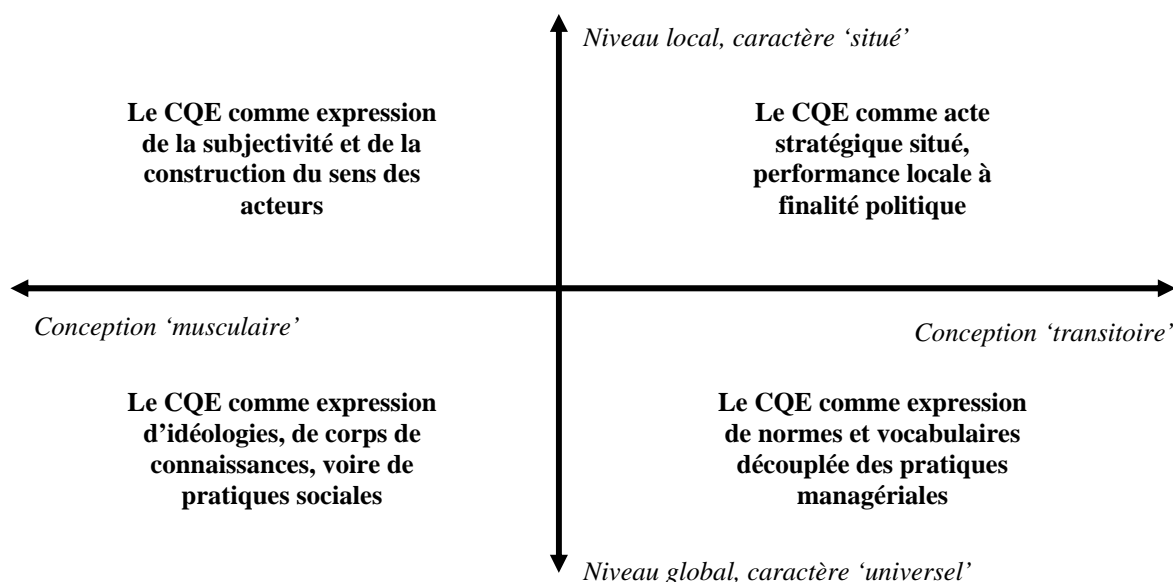 Niveau local, caractère ‘situé’
Le CQE comme expression
de la subjectivité et de la
construction du sens des
acteurs
Le CQE comme acte
stratégique situé,
performance locale à
finalité politique
Conception ‘musculaire’
Conception ‘transitoire’
Le CQE comme expression
d’idéologies, de corps de
connaissances, voire de
pratiques sociales
Le CQE comme expression
de normes et vocabulaires
découplée des pratiques
managériales
Niveau global, caractère ‘universel’